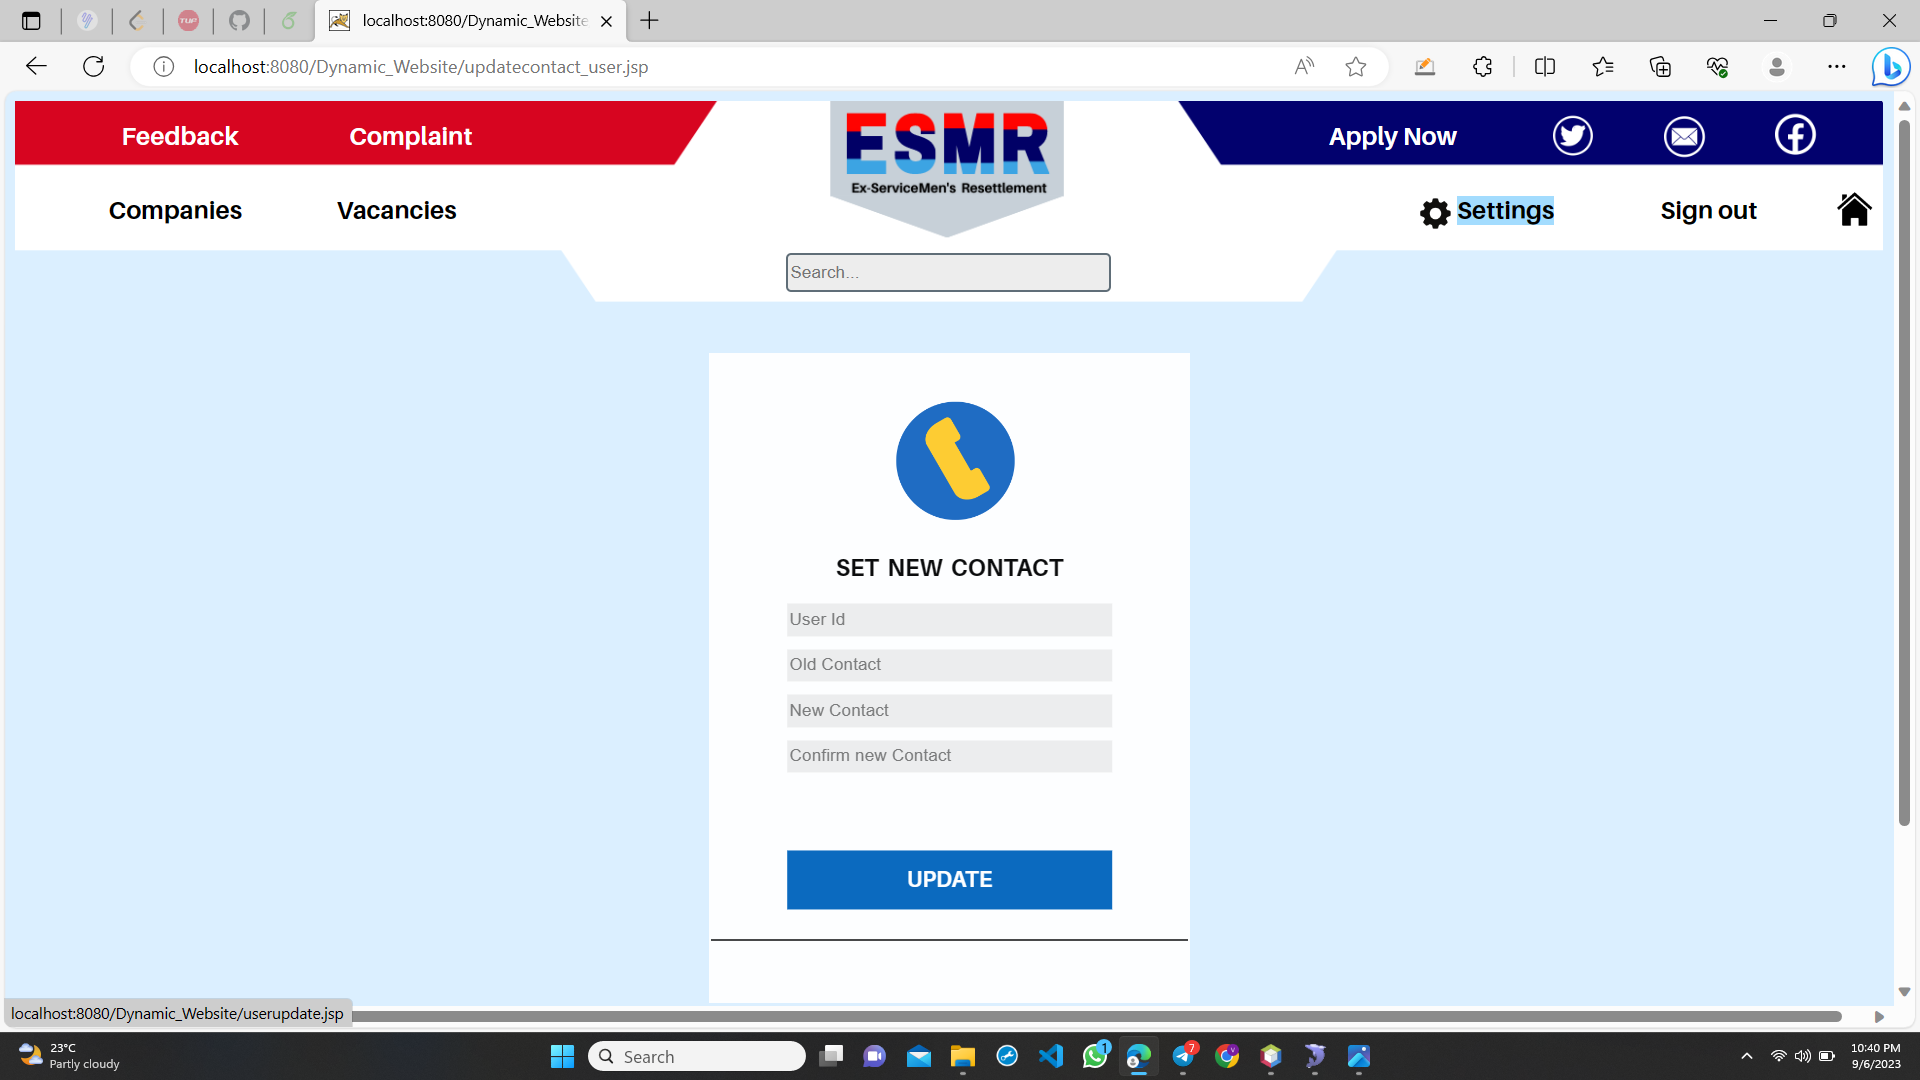 localhost:8080/Dynamic_Website
localhost:8080/Dynamic_Website/updatecontact_user.jsp
Feedback
Complaint
ESMR
Ex-ServiceMen's Resettlement
Apply Now
Companies
Vacancies
Settings
Sign out
Search...
SET NEW CONTACT
User Id
Old Contact
New Contact
Confirm new Contact
UPDATE
localhost:8080/Dynamic_Website/userupdate.jsp
23°C
Partly cloudy
Search
1
7
10:40 PM
9/6/2023